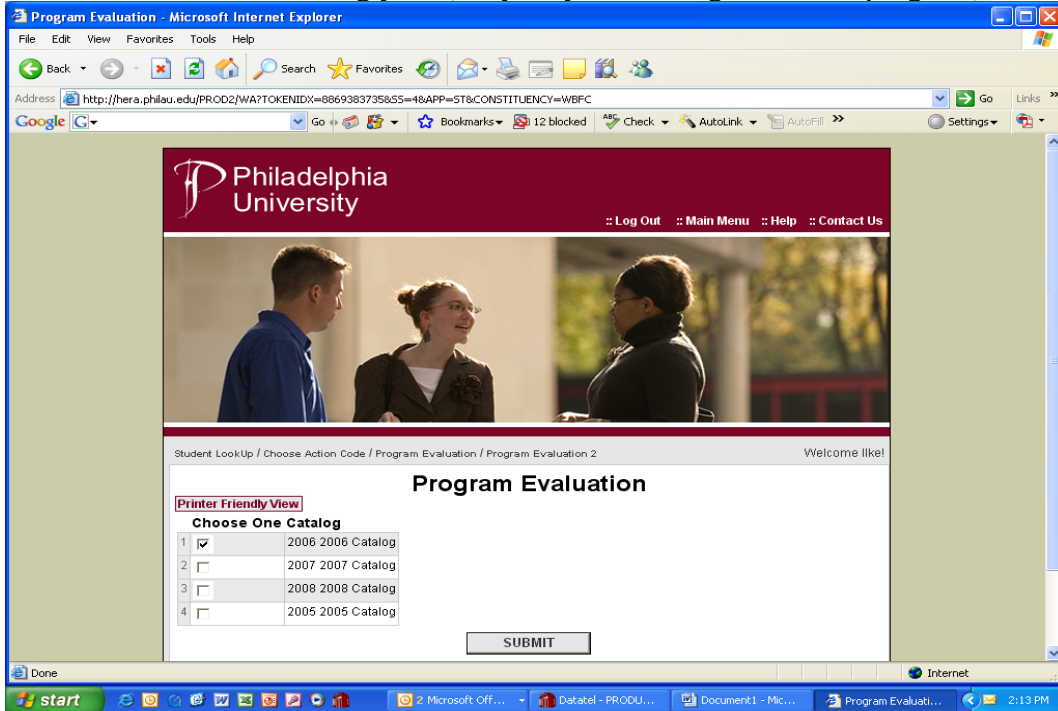 Program Evaluation - Microsoft Internet Explorer
File Edit View Favorites Tools Help
Back Search Favorites
Address http://hera.philau.edu/PROD2/WA?TOKENIDX=8869383735&SS=4&APP=ST&CONSTITUENCY=WBFC Go Links »
Google G Go Bookmarks 12 blocked ABC Check AutoLink AutoFill » Settings
Philadelphia
University
:: Log Out :: Main Menu :: Help :: Contact Us
Student LookUp / Choose Action Code / Program Evaluation / Program Evaluation 2 Welcome Ilke!
Program Evaluation
Printer Friendly View
Choose One Catalog
1 2006 2006 Catalog
2 2007 2007 Catalog
3 2008 2008 Catalog
4 2005 2005 Catalog
SUBMIT
Done Internet
start 2 Microsoft Off... Datatel - PRODU... Document1 - Mic... Program Evaluati... 2:13 PM